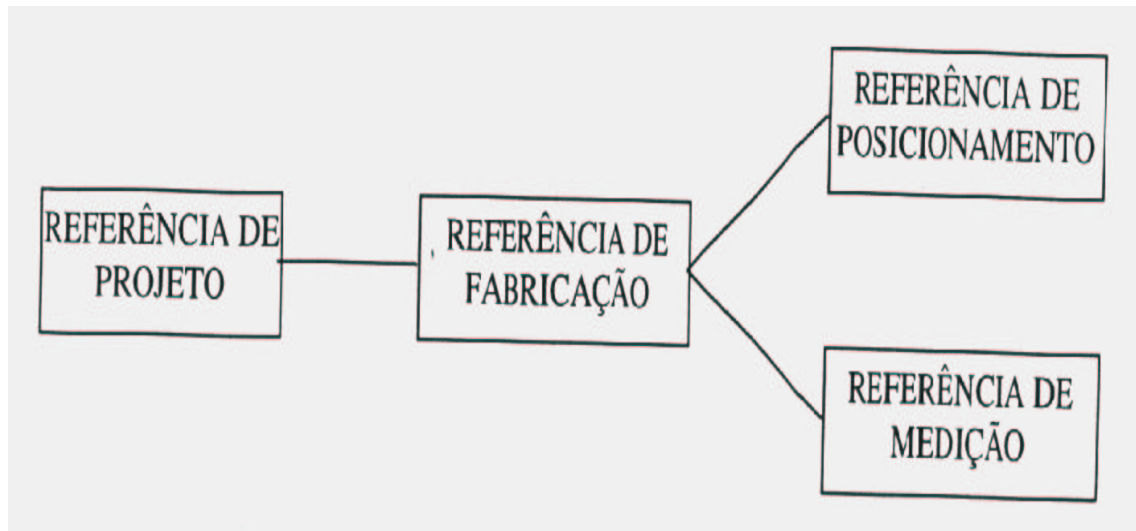 REFERÊNCIA DE
PROJETO
REFERÊNCIA DE
FABRICAÇÃO
REFERÊNCIA DE
POSICIONAMENTO
REFERÊNCIA DE
MEDIÇÃO